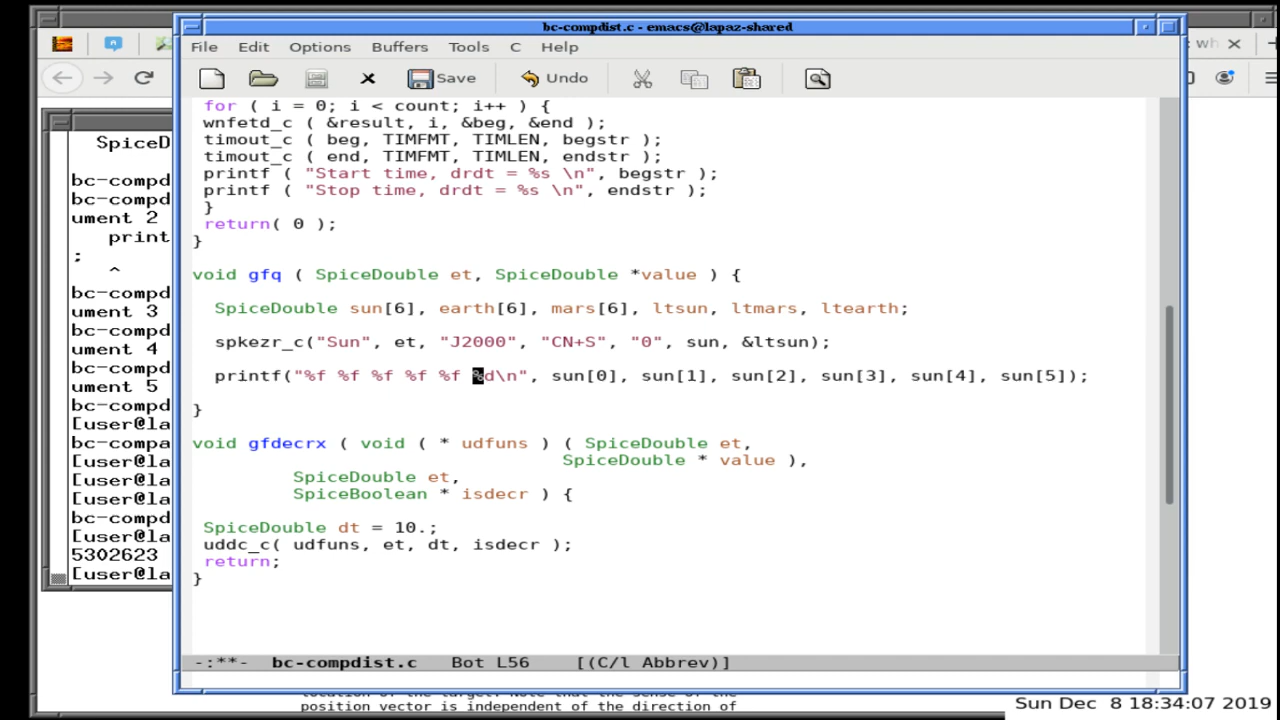 bc-compdist.c - emacs@lapaz-shared
wh
File Edit Options Buffers Tools C Help
Save Undo
for ( i = 0; i < count; i++ ) {
wnfetd_c ( &result, i, &beg, &end );
timout_c ( beg, TIMFMT, TIMLEN, begstr );
timout_c ( end, TIMFMT, TIMLEN, endstr );
printf ( "Start time, drdt = %s \n", begstr );
printf ( "Stop time, drdt = %s \n", endstr );
}
return( 0 );
}
void gfq ( SpiceDouble et, SpiceDouble *value ) {
SpiceDouble sun[6], earth[6], mars[6], ltsun, ltmars, ltearth;
spkezr_c("Sun", et, "J2000", "CN+S", "0", sun, &ltsun);
printf("%f %f %f %f %f %d\n", sun[0], sun[1], sun[2], sun[3], sun[4], sun[5]);
}
void gfdecrx ( void ( * udfuns ) ( SpiceDouble et,
SpiceDouble * value ),
SpiceDouble et,
SpiceBoolean * isdecr ) {
SpiceDouble dt = 10.;
uddc_c( udfuns, et, dt, isdecr );
return;
}
-:**- bc-compdist.c Bot L56 [(C/l Abbrev)]
SpiceD
bc-compd
bc-compd
ument 2
print
;
^
bc-compd
ument 3
bc-compd
ument 4
bc-compd
ument 5
bc-compd
[user@la
bc-compa
[user@la
[user@la
[user@la
bc-compd
[user@la
5302623
[user@la
position vector is independent of the direction of
Sun Dec 8 18:34:07 2019